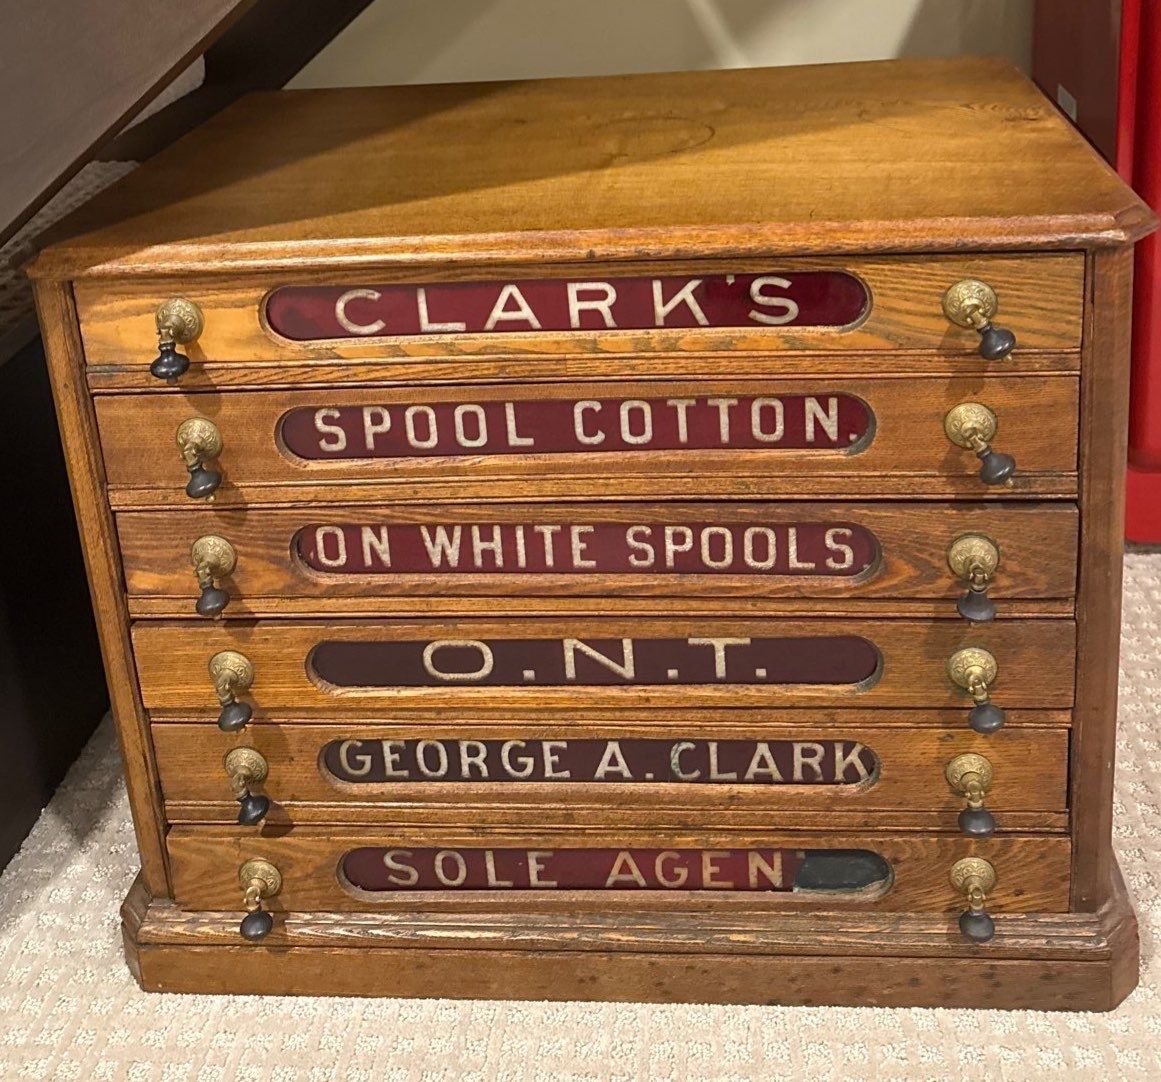 CLARK'S
SPOOL COTTON.
ON WHITE SPOOLS.
O.N.T.
GEORGE A. CLARK
SOLE AGEN